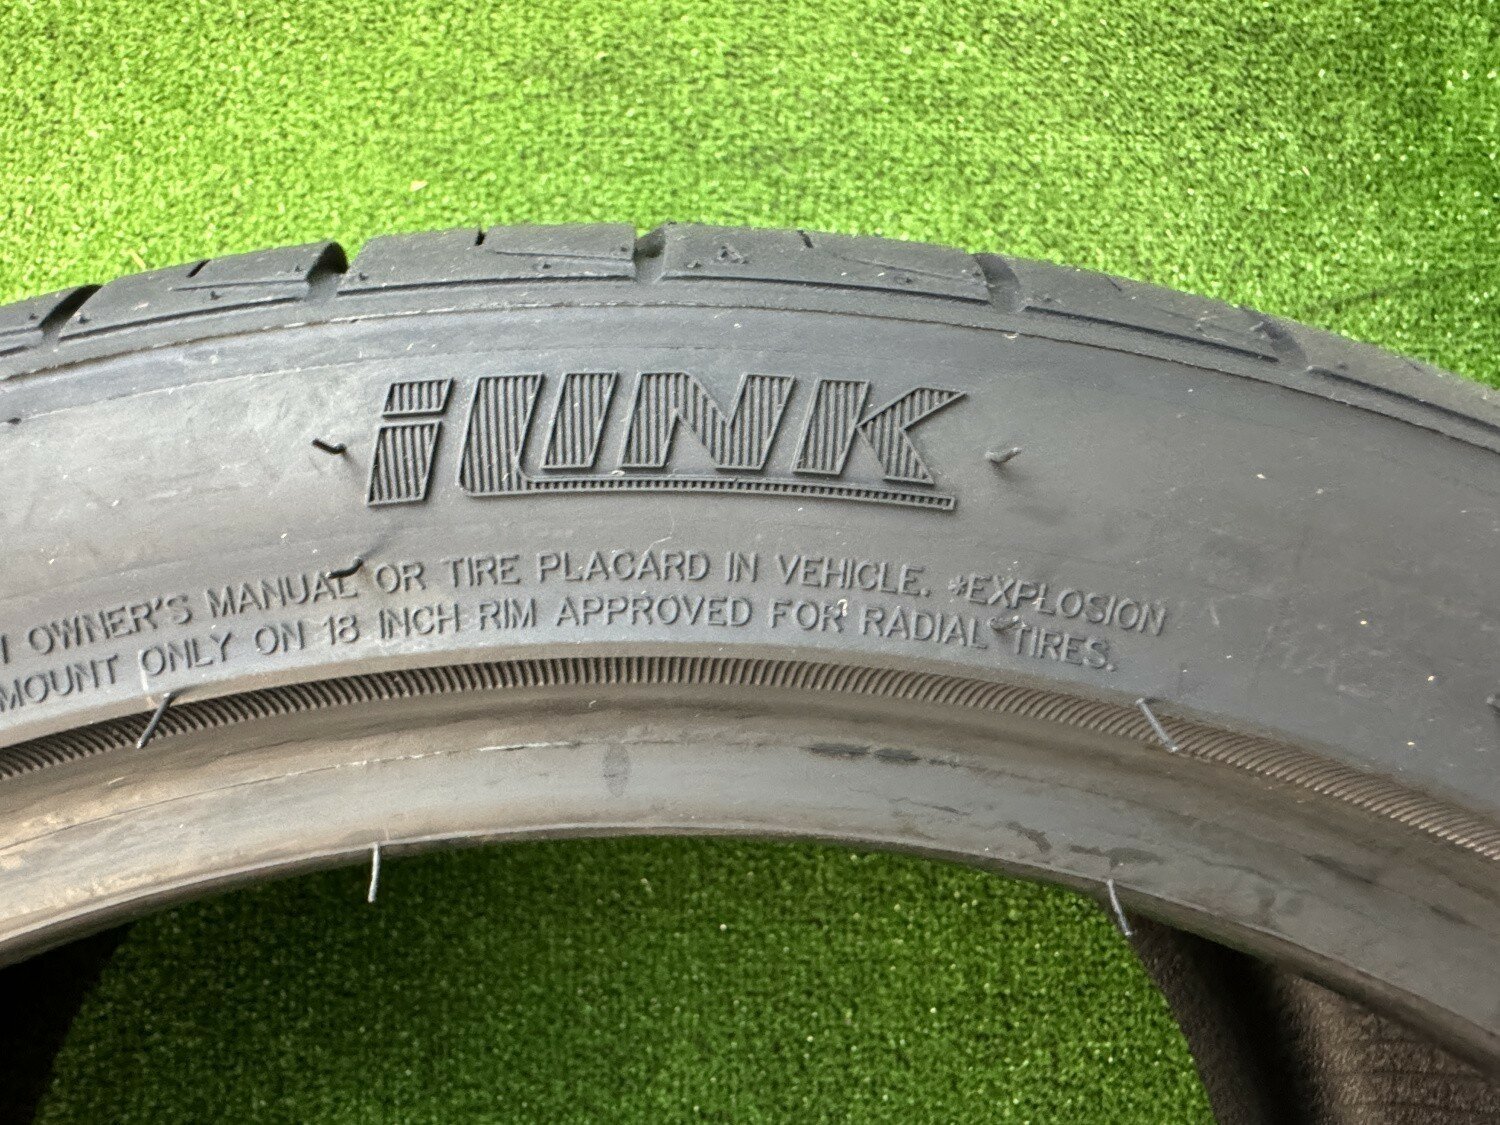 iLINK
OWNER'S MANUAL OR TIRE PLACARD IN VEHICLE. *EXPLOSION
MOUNT ONLY ON 18 INCH RIM APPROVED FOR RADIAL TIRES.